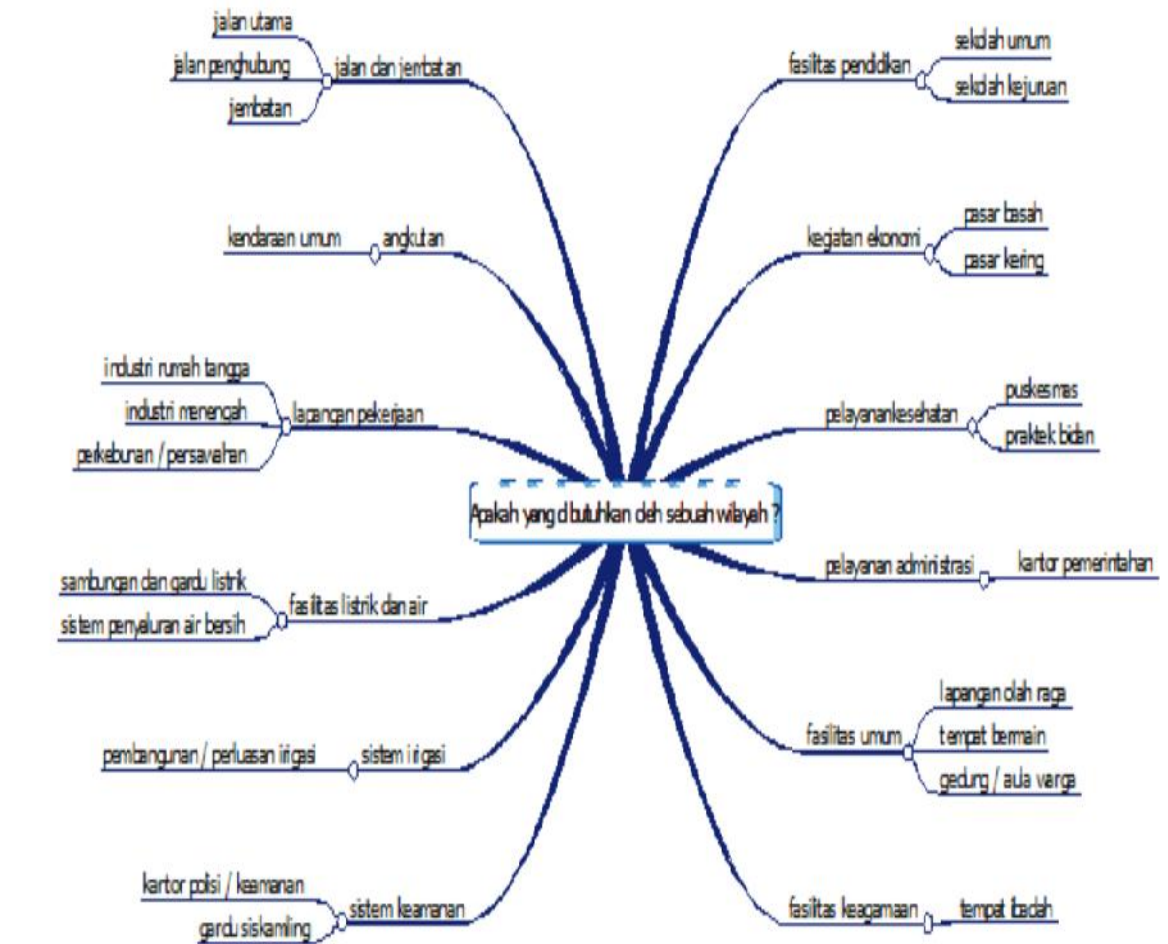 jalan utama
jalan penghubung
jembatan
jalan dan jembatan
kendaraan umum
angkutan
industri rumah tangga
industri menengah
perkebunan / persawahan
lapangan pekerjaan
sambungan dan gardu listrik
sistem penyaluran air bersih
fasilitas listrik dan air
pembangunan / perluasan irigasi
sistem irigasi
kantor polisi / keamanan
gardu siskamling
sistem keamanan
Apakah yang dibutuhkan oleh sebuah wilayah ?
fasilitas pendidikan
sekolah umum
sekolah kejuruan
kegiatan ekonomi
pasar basah
pasar kering
pelayanan kesehatan
puskesmas
praktek bidan
pelayanan administrasi
kantor pemerintahan
fasilitas umum
lapangan olah raga
tempat bermain
gedung / aula warga
fasilitas keagamaan
tempat ibadah